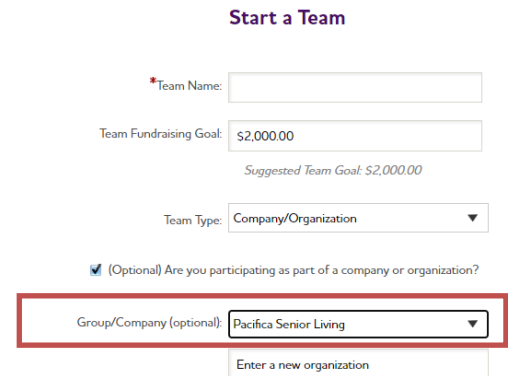 Start a Team
*Team Name:
Team Fundraising Goal: $2,000.00
Suggested Team Goal: $2,000.00
Team Type: Company/Organization
(Optional) Are you participating as part of a company or organization?
Group/Company (optional): Pacifica Senior Living
Enter a new organization